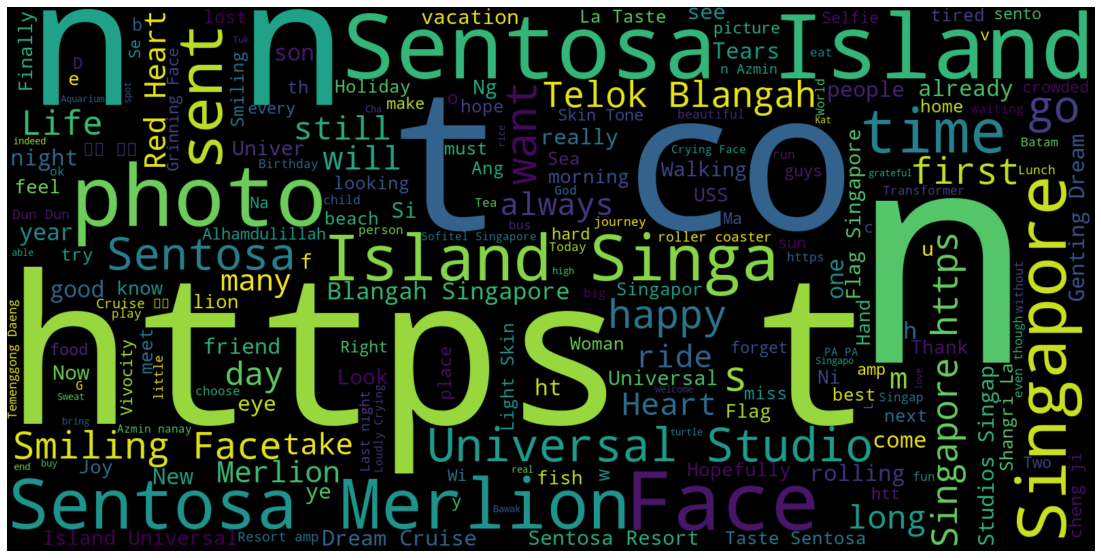 n
n
Sentosa Island
https t
t co
n
Singapore
Face
Sentosa Merlion
photo
sent
Island Singa
Universal Studio
Telok Blangah
time
Sentosa
Smiling Face
want
Singapore https
happy
first
go
Life
still
will
always
Red Heart
many
day
take
Merlion
Heart
ride
long
s
m
Blangah Singapore
good
know
friend
eye
night
year
try
feel
Finally
lost
vacation
La Taste
see
picture
Tears
Selfie
tired
sento
son
Holiday
Ng
th
every
make
hope
Smiling
Grinning Face
Univer
Birthday
must
Ang
looking
Na
child
Tea
beach
Si
Alhamdulillah
person
Sofitel Singapore
Dun Dun
Now
food
Cruise
play
lion
Vivocity
meet
little
Sweat
choose
Temenggong Daeng
bring
Azmin nanay
end
buy
Joy
New
ye
Wi
Island Universal
Resort amp
Dream Cruise
Bawak
Sentosa Resort
Taste Sentosa
Last night
Loudly Crying
Look
Right
place
ht
Light Skin
Woman
Universal
Ni
Flag
miss
fish
real
turtle
welcome
forget
best
amp
next
come
rolling
Hopefully
htt
fun
Thank
Two
cheng ji
Shangri La
Studios Singap
Genting Dream
Flag Singapore
Hand
one
Singapor
big
high
Today
hard
journey
roller coaster
sun
https
USS
Ma
bus
God
run
guys
Walking
Sea
morning
really
Skin Tone
n Azmin
beautiful
Crying Face
people
already
home
crowded
waiting
World
Kat
eat
grateful
Lunch
Batam
Transformer
without
even though
PA PA
Singapo
Singap
love
Aquarium
Tuk
spot
indeed
ok
able
Cha
rice
Se
b
D
e
f
o
v
c
u
h
w
y
G